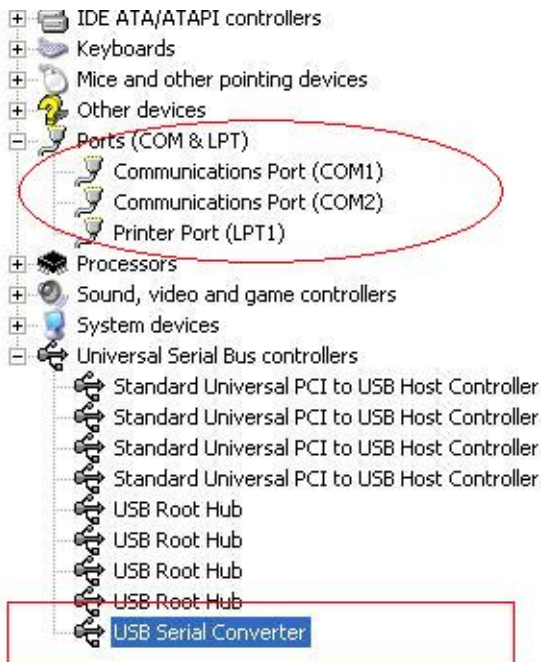 IDE ATA/ATAPI controllers
Keyboards
Mice and other pointing devices
Other devices
Ports (COM & LPT)
Communications Port (COM1)
Communications Port (COM2)
Printer Port (LPT1)
Processors
Sound, video and game controllers
System devices
Universal Serial Bus controllers
Standard Universal PCI to USB Host Controller
Standard Universal PCI to USB Host Controller
Standard Universal PCI to USB Host Controller
Standard Universal PCI to USB Host Controller
USB Root Hub
USB Root Hub
USB Root Hub
USB Root Hub
USB Serial Converter